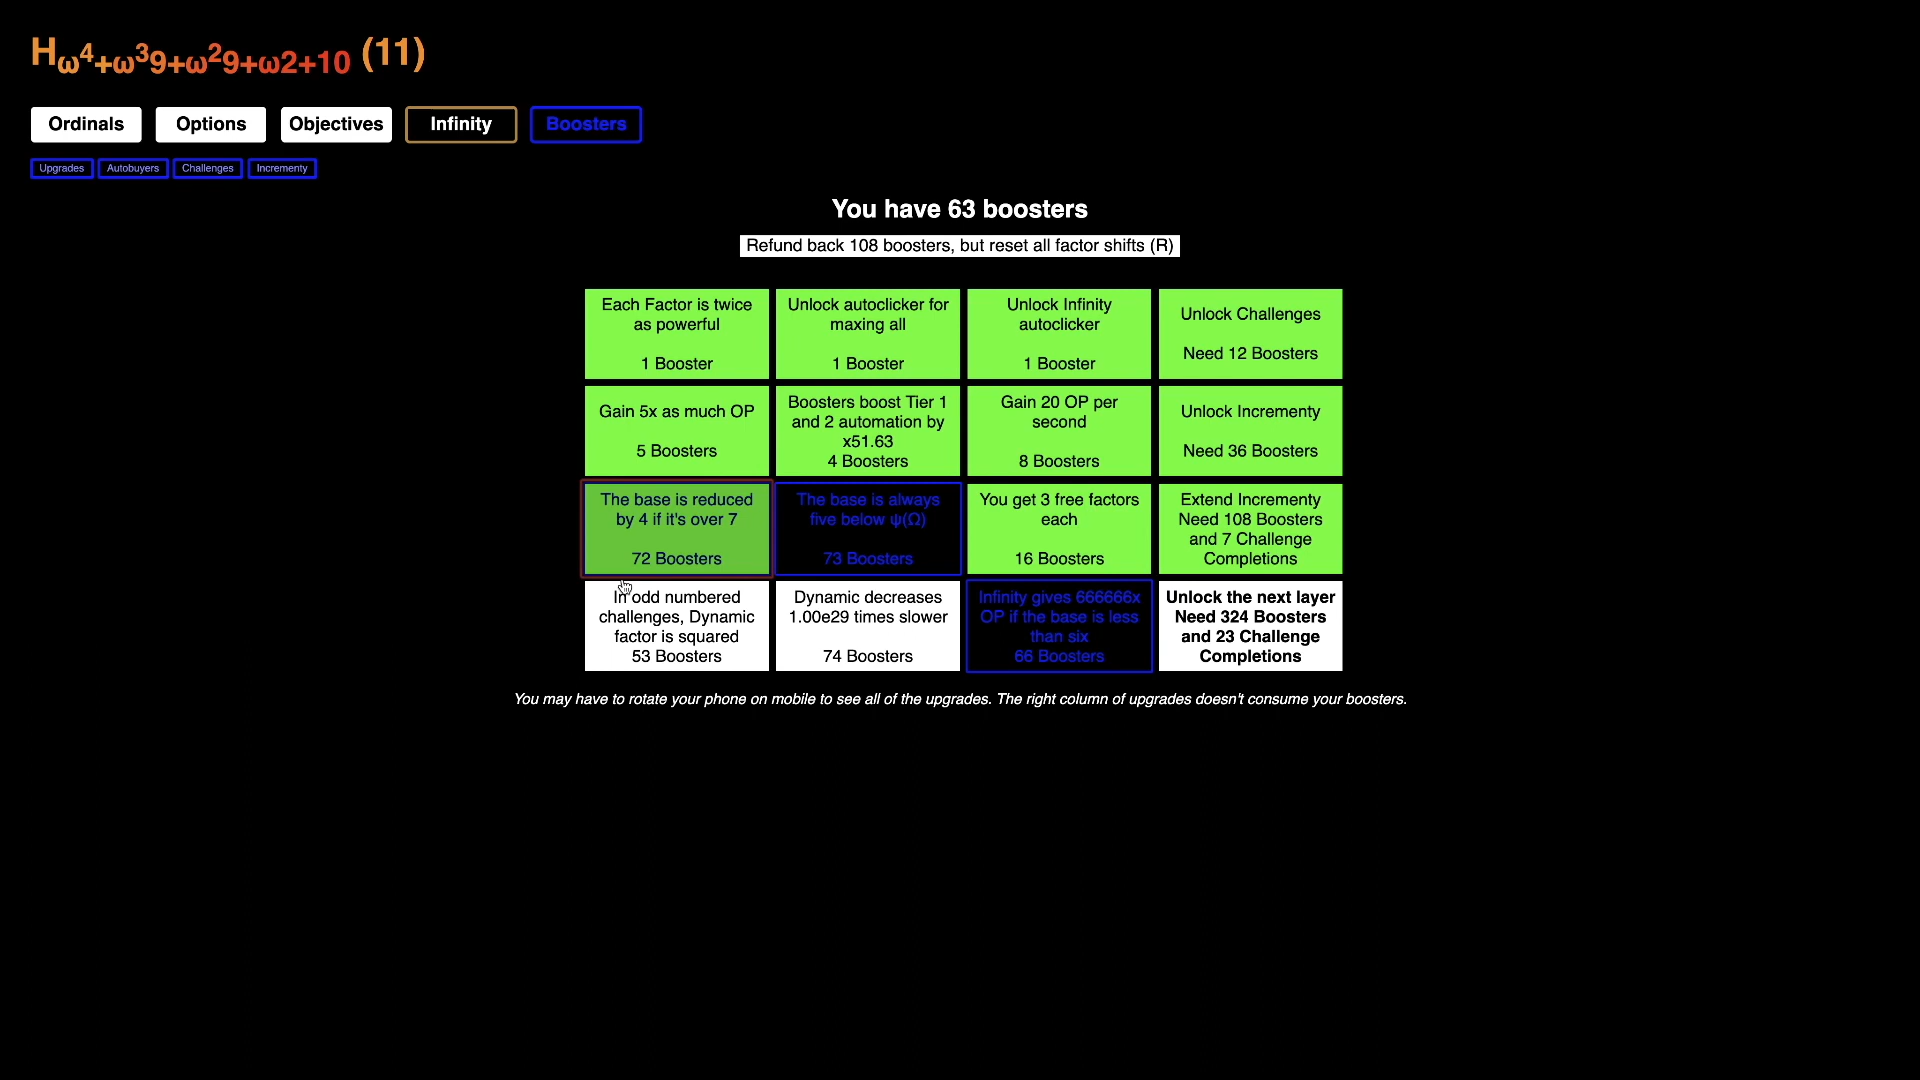 Hω⁴+ω³9+ω²9+ω2+10 (11)
Ordinals Options Objectives Infinity Boosters
Upgrades Autobuyers Challenges Incrementy
You have 63 boosters
Refund back 108 boosters, but reset all factor shifts (R)
Each Factor is twice
as powerful
1 Booster
Unlock autoclicker for
maxing all
1 Booster
Unlock Infinity
autoclicker
1 Booster
Unlock Challenges
Need 12 Boosters
Gain 5x as much OP
5 Boosters
Boosters boost Tier 1
and 2 automation by
x51.63
4 Boosters
Gain 20 OP per
second
8 Boosters
Unlock Incrementy
Need 36 Boosters
The base is reduced
by 4 if it's over 7
72 Boosters
The base is always
five below ψ(Ω)
73 Boosters
You get 3 free factors
each
16 Boosters
Extend Incrementy
Need 108 Boosters
and 7 Challenge
Completions
In odd numbered
challenges, Dynamic
factor is squared
53 Boosters
Dynamic decreases
1.00e29 times slower
74 Boosters
Infinity gives 666666x
OP if the base is less
than six
66 Boosters
Unlock the next layer
Need 324 Boosters
and 23 Challenge
Completions
You may have to rotate your phone on mobile to see all of the upgrades. The right column of upgrades doesn't consume your boosters.